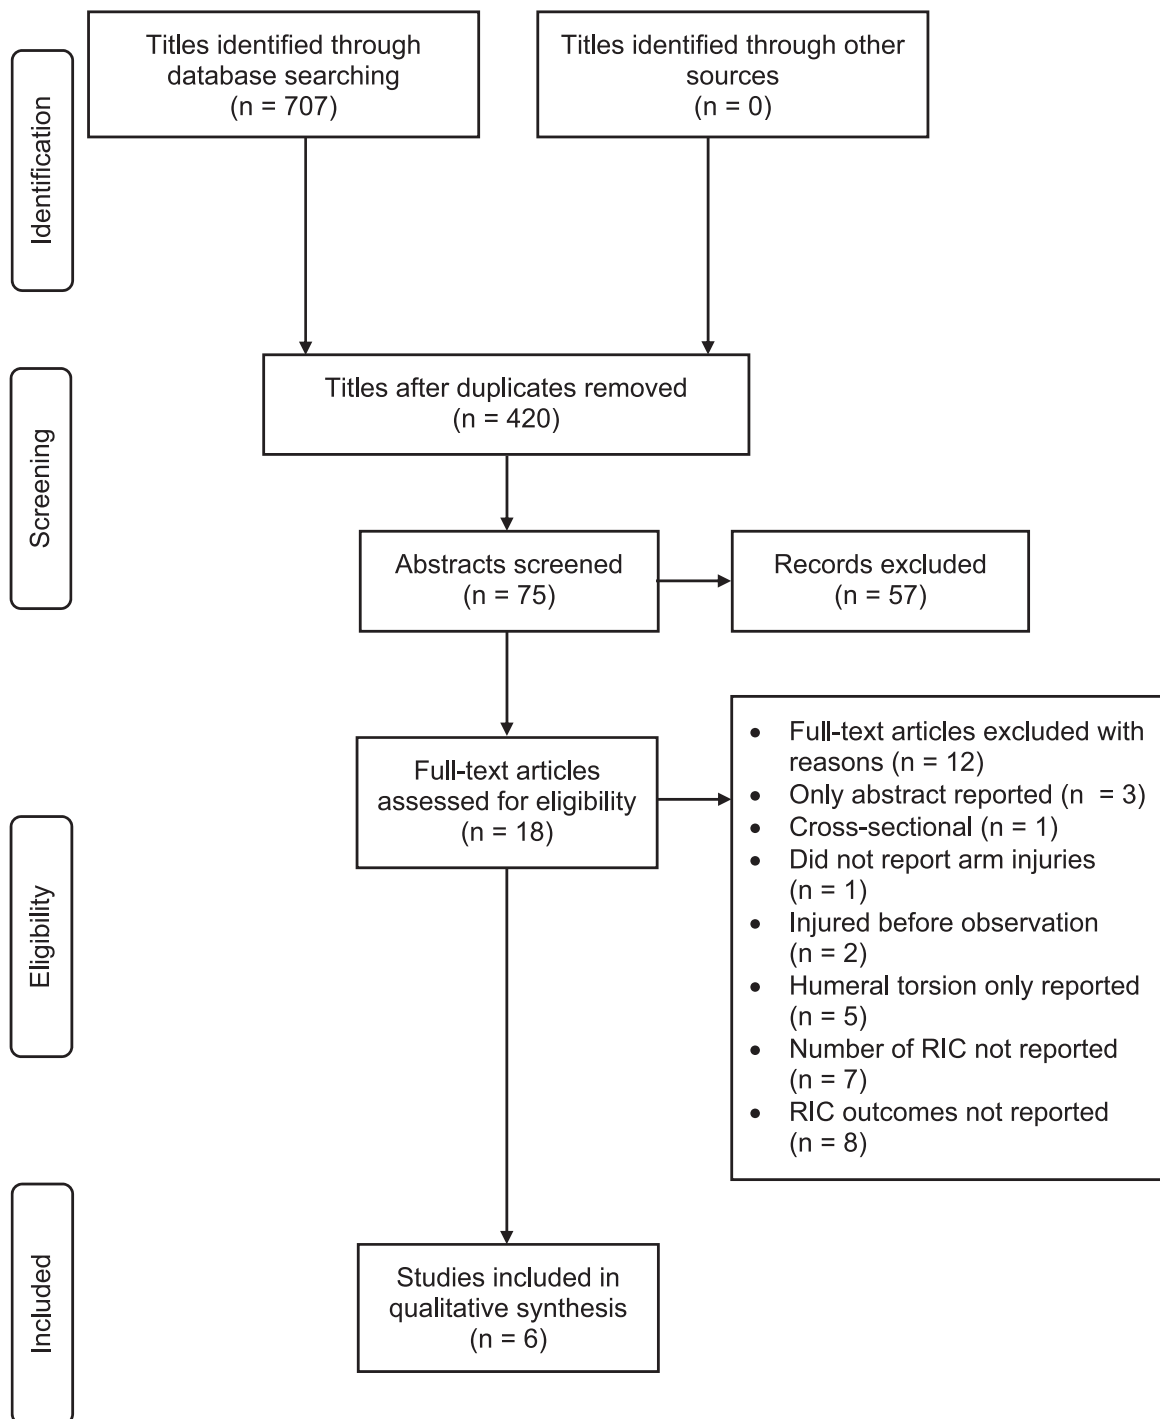 Identification
Titles identified through
database searching
(n = 707)
Titles identified through other
sources
(n = 0)
Screening
Titles after duplicates removed
(n = 420)
Abstracts screened
(n = 75)
Records excluded
(n = 57)
Eligibility
Full-text articles
assessed for eligibility
(n = 18)
• Full-text articles excluded with
reasons (n = 12)
• Only abstract reported (n = 3)
• Cross-sectional (n = 1)
• Did not report arm injuries
(n = 1)
• Injured before observation
(n = 2)
• Humeral torsion only reported
(n = 5)
• Number of RIC not reported
(n = 7)
• RIC outcomes not reported
(n = 8)
Included
Studies included in
qualitative synthesis
(n = 6)